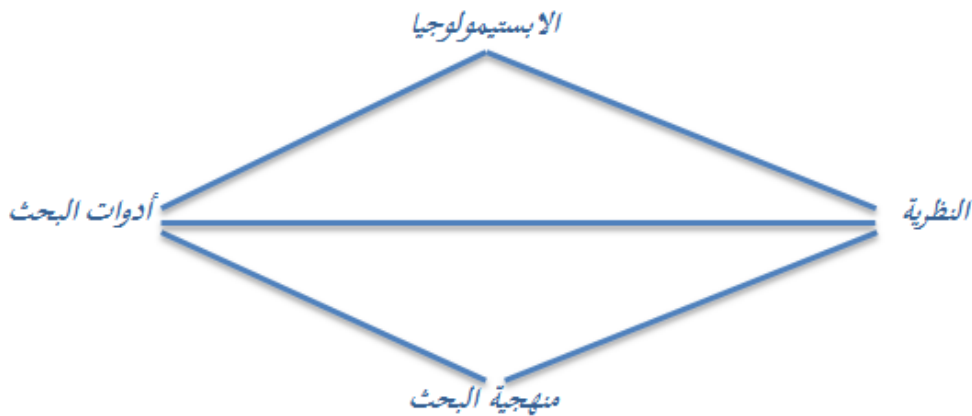 الابستيمولوجيا
النظرية
أدوات البحث
منهجية البحث